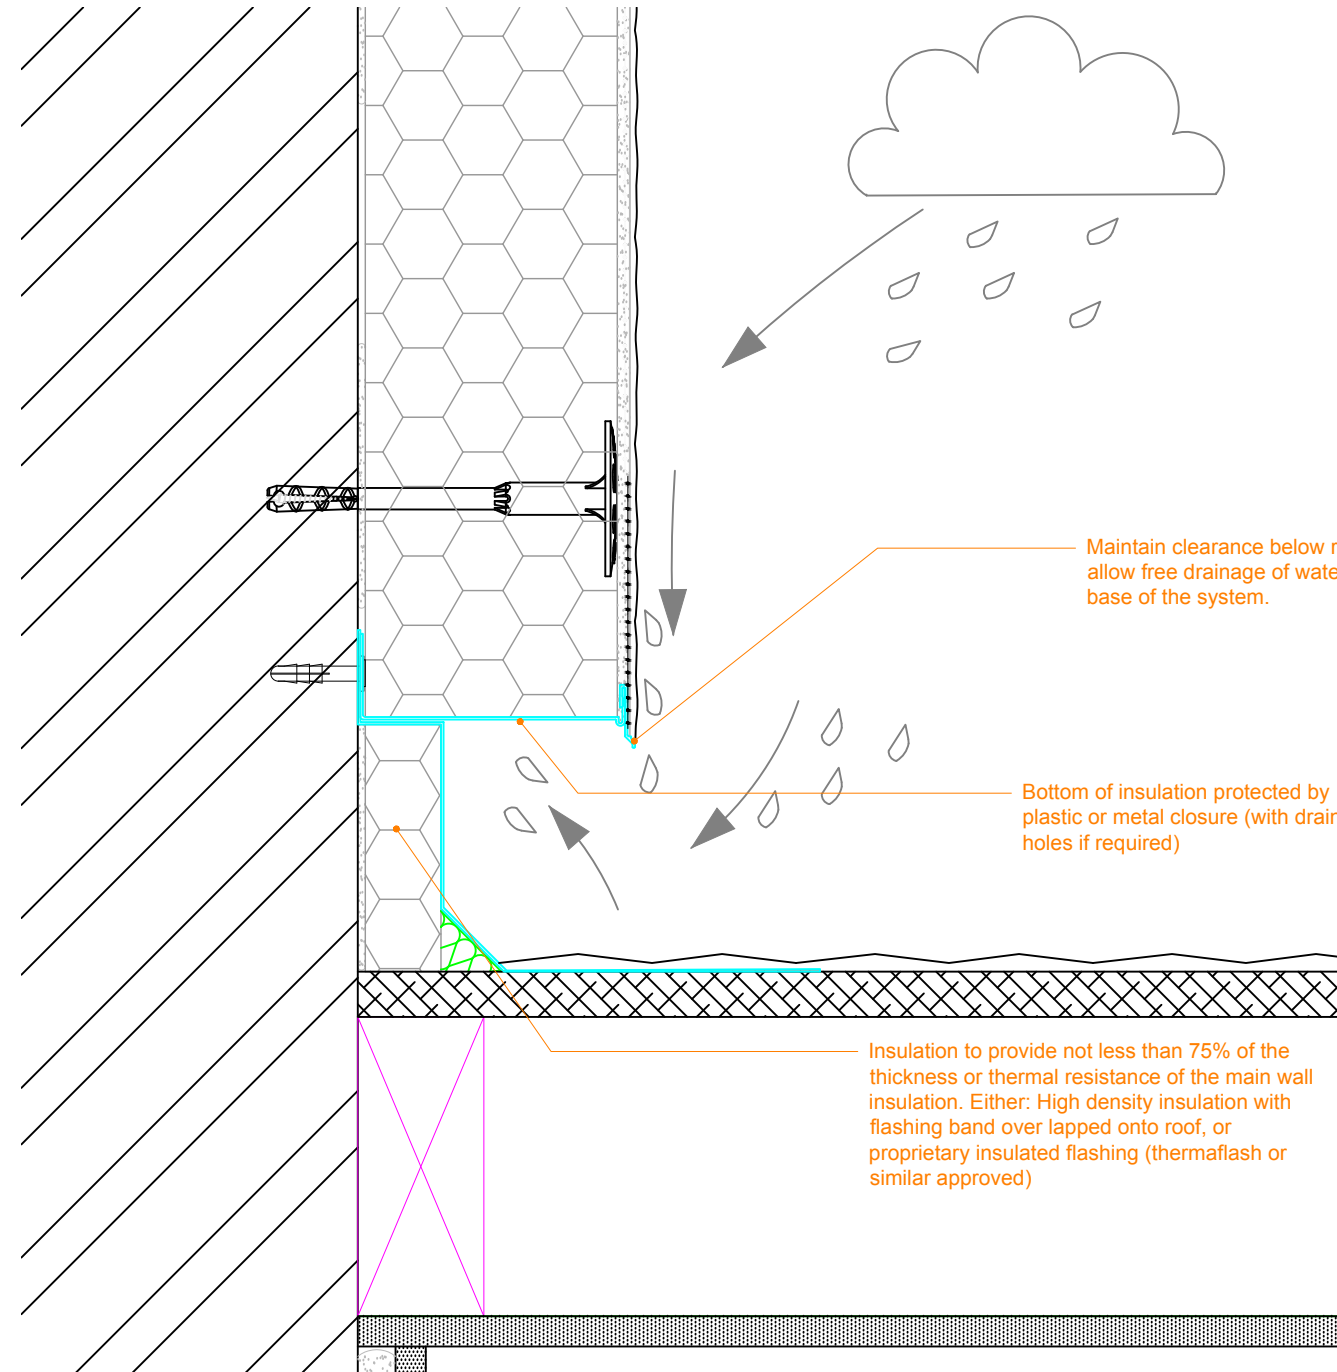 Maintain clearance below
allow free drainage of
base of the system.
Bottom of insulation protected by
plastic or metal closure (with
holes if required)
Insulation to provide not less than 75% of the
thickness or thermal resistance of the main wall
insulation. Either: High density insulation with
flashing band over lapped onto roof, or
proprietary insulated flashing (thermaflash or
similar approved)